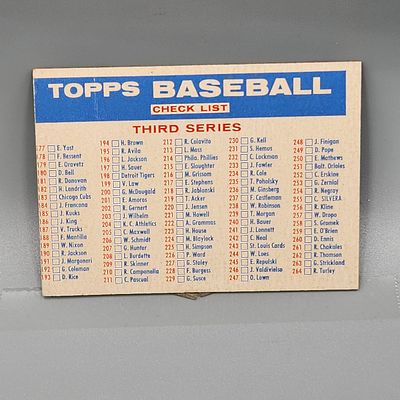 TOPPS BASEBALL
CHECK LIST
THIRD SERIES
177 E. Yost
178 F. Bessent
179 E. Oravetz
180 D. Bell
181 R. Donovan
182 H. Landrith
183 Chicago Cubs
184 J. Francona
185 J. Kucks
186 J. King
187 V. Trucks
188 F. Mantilla
189 W. Nixon
190 R. Jackson
191 J. Margoneri
192 G. Coleman
193 D. Rice
194 H. Brown
195 R. Avila
196 L. Jackson
197 H. Sauer
198 Detroit Tigers
199 V. Law
200 G. McDougald
201 E. Amoros
202 D. Gernert
203 J. Wilhelm
204 K. C. Athletics
205 C. Maxwell
206 W. Schmidt
207 G. Hunter
208 L. Burdette
209 R. Skinner
210 R. Campanella
211 C. Pascual
212 R. Colavito
213 L. Moss
214 Phila. Phillies
215 E. Slaughter
216 M. Grissom
217 E. Stephens
218 R. Jablonski
219 T. Acker
220 J. Jensen
221 M. Howell
222 A. Grammas
223 H. House
224 M. Blaylock
225 H. Simpson
226 P. Ward
227 G. Staley
228 F. Burgess
229 G. Susce
230 G. Kell
231 S. Hemus
232 C. Lockman
233 J. Fowler
234 R. Cole
235 T. Poholsky
236 M. Ginsberg
237 F. Castleman
238 R. Wilson
239 T. Morgan
240 H. Bauer
241 J. Lonnett
242 C. Neal
243 St. Louis Cards
244 W. Loes
245 E. Repulski
246 J. Valdivielso
247 D. Lown
248 J. Finigan
249 D. Pope
250 E. Matthews
251 Balt. Orioles
252 C. Erskine
253 G. Zernial
254 R. Negray
255 C. SILVERA
256 R. Kline
257 W. Dropo
258 S. Gromek
259 E. O'Brien
260 D. Ennis
261 R. Chakales
262 R. Thomson
263 G. Strickland
264 R. Turley